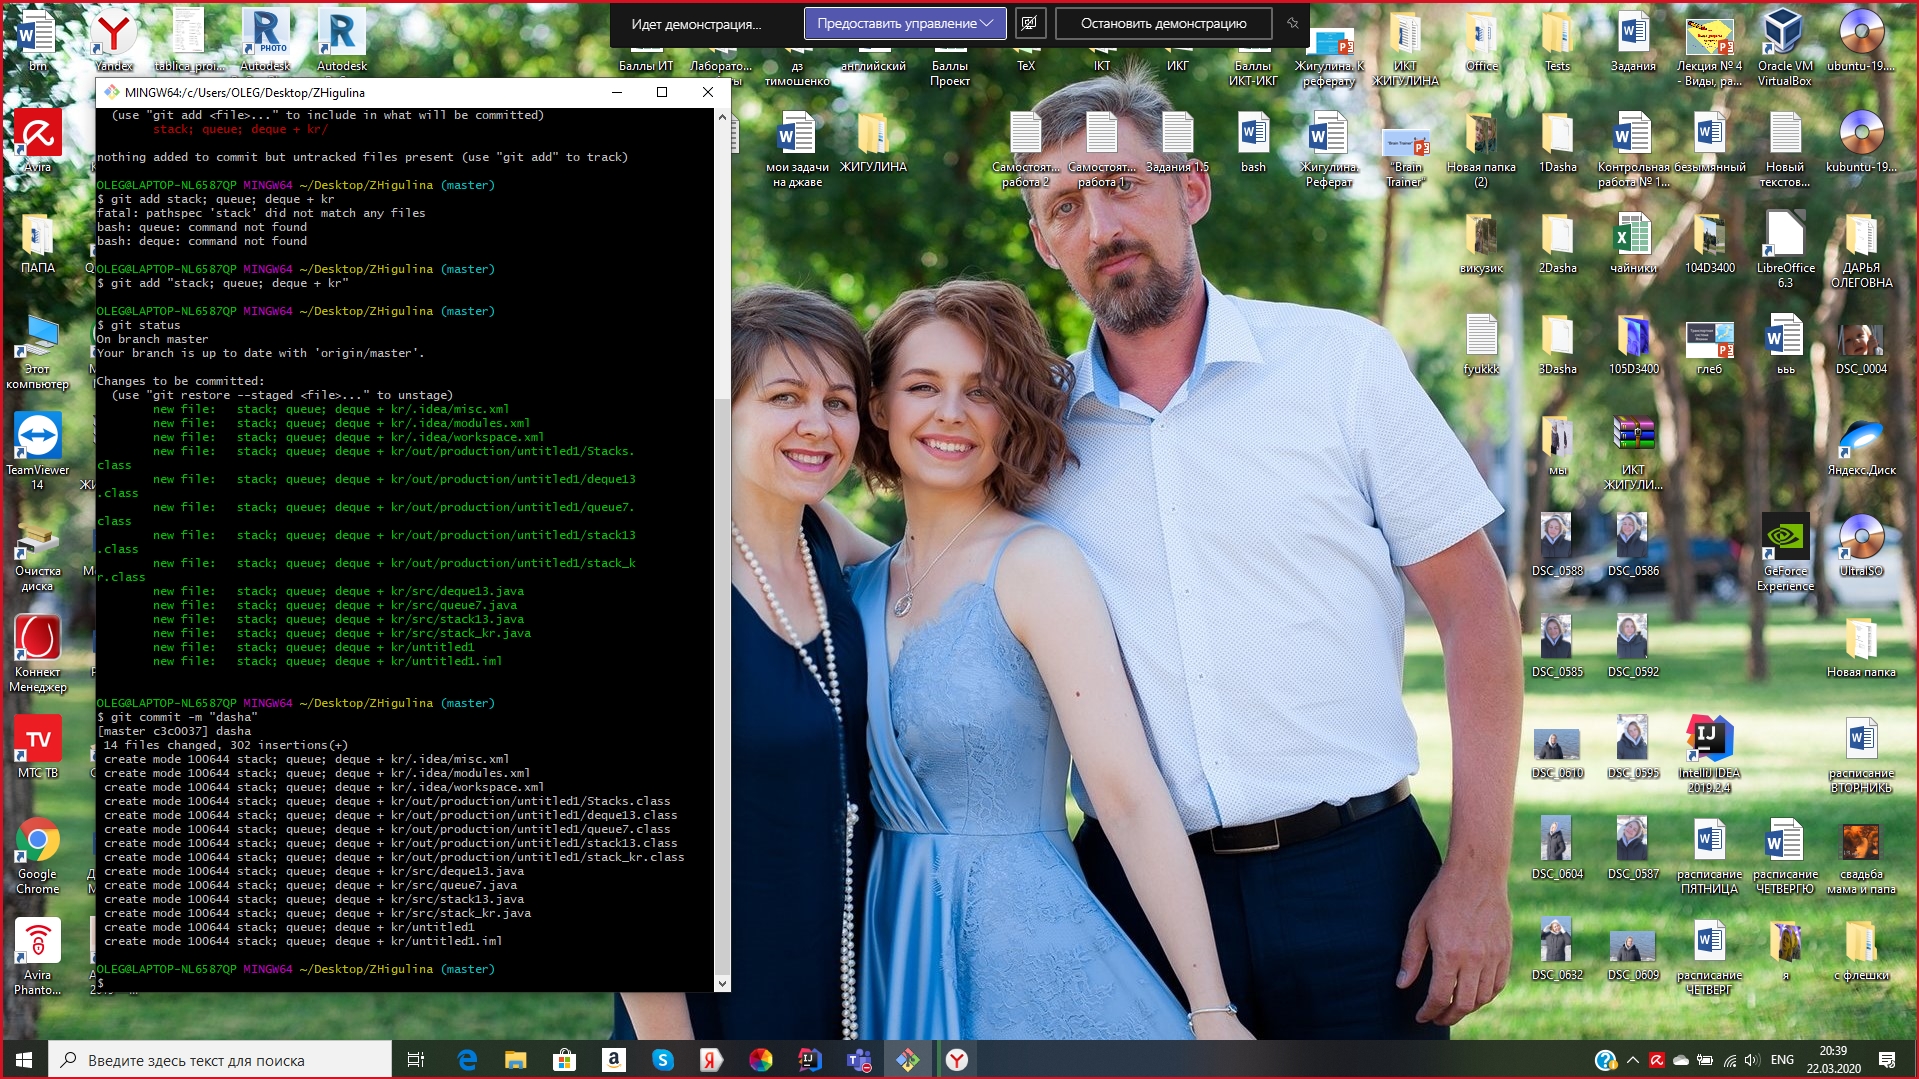 Идет демонстрация...
Предоставить управление
Остановить демонстрацию
brn
Yandex
tablica_proi...
Autodesk
Autodesk
PHOTO
Баллы ИТ
Лаборато...
дз
тимошенко
английский
Баллы
Проект
TeX
ІКТ
ИКГ
Баллы
ИКТ-ИКГ
Жигулина. К
реферату
ИКТ
ЖИГУЛИНА
Office
Tests
Задания
Лекция № 4
- Виды, ра...
Oracle VM
VirtualBox
ubuntu-19....
MINGW64:/c/Users/OLEG/Desktop/ZHigulina
(use "git add <file>..." to include in what will be committed)
stack; queue; deque + kr/
nothing added to commit but untracked files present (use "git add" to track)
OLEG@LAPTOP-NL6587QP MINGW64 ~/Desktop/ZHigulina (master)
$ git add stack; queue; deque + kr
fatal: pathspec 'stack' did not match any files
bash: queue: command not found
bash: deque: command not found
OLEG@LAPTOP-NL6587QP MINGW64 ~/Desktop/ZHigulina (master)
$ git add "stack; queue; deque + kr"
OLEG@LAPTOP-NL6587QP MINGW64 ~/Desktop/ZHigulina (master)
$ git status
On branch master
Your branch is up to date with 'origin/master'.
Changes to be committed:
(use "git restore --staged <file>..." to unstage)
new file:   stack; queue; deque + kr/.idea/misc.xml
new file:   stack; queue; deque + kr/.idea/modules.xml
new file:   stack; queue; deque + kr/.idea/workspace.xml
new file:   stack; queue; deque + kr/out/production/untitled1/Stacks.
class
new file:   stack; queue; deque + kr/out/production/untitled1/deque13
.class
new file:   stack; queue; deque + kr/out/production/untitled1/queue7.
class
new file:   stack; queue; deque + kr/out/production/untitled1/stack13
.class
new file:   stack; queue; deque + kr/out/production/untitled1/stack_k
r.class
new file:   stack; queue; deque + kr/src/deque13.java
new file:   stack; queue; deque + kr/src/queue7.java
new file:   stack; queue; deque + kr/src/stack13.java
new file:   stack; queue; deque + kr/src/stack_kr.java
new file:   stack; queue; deque + kr/untitled1
new file:   stack; queue; deque + kr/untitled1.iml
OLEG@LAPTOP-NL6587QP MINGW64 ~/Desktop/ZHigulina (master)
$ git commit -m "dasha"
[master c3c0037] dasha
14 files changed, 302 insertions(+)
create mode 100644 stack; queue; deque + kr/.idea/misc.xml
create mode 100644 stack; queue; deque + kr/.idea/modules.xml
create mode 100644 stack; queue; deque + kr/.idea/workspace.xml
create mode 100644 stack; queue; deque + kr/out/production/untitled1/Stacks.class
create mode 100644 stack; queue; deque + kr/out/production/untitled1/deque13.class
create mode 100644 stack; queue; deque + kr/out/production/untitled1/queue7.class
create mode 100644 stack; queue; deque + kr/out/production/untitled1/stack13.class
create mode 100644 stack; queue; deque + kr/out/production/untitled1/stack_kr.class
create mode 100644 stack; queue; deque + kr/src/deque13.java
create mode 100644 stack; queue; deque + kr/src/queue7.java
create mode 100644 stack; queue; deque + kr/src/stack13.java
create mode 100644 stack; queue; deque + kr/src/stack_kr.java
create mode 100644 stack; queue; deque + kr/untitled1
create mode 100644 stack; queue; deque + kr/untitled1.iml
OLEG@LAPTOP-NL6587QP MINGW64 ~/Desktop/ZHigulina (master)
$
Avira
ПАПА
Этот
компьютер
TeamViewer
14
Очистка
диска
Коннект
Менеджер
TV
МТС ТВ
Google
Chrome
Avira
Phanto...
мои задачи
на джаве
ЖИГУЛИНА
Самостоят...
работа 2
Самостоят...
работа 1
Задания 1.5
bash
Жигулина.
Реферат
"Brain
Trainer"
Новая папка
(2)
1Dasha
Контрольная
работа № 1...
безымянный
Новый
текстов...
kubuntu-19...
викузик
2Dasha
чайники
104D3400
LibreOffice
6.3
ДАРЬЯ
ОЛЕГОВНА
fyukkk
3Dasha
105D3400
глеб
ььь
DSC_0004
мы
ИКТ
ЖИГУЛИ...
Яндекс.Диск
DSC_0588
DSC_0586
GeForce
Experience
UltraISO
DSC_0585
DSC_0592
Новая папка
DSC_0610
DSC_0595
IntelliJ IDEA
2019.2.4
расписание
ВТОРНИКЬ
DSC_0604
DSC_0587
расписание
ПЯТНИЦА
расписание
ЧЕТВЕРГЮ
свадьба
мама и папа
DSC_0632
DSC_0609
расписание
ЧЕТВЕРГ
я
с флешки
Введите здесь текст для поиска
ENG
20:39
22.03.2020